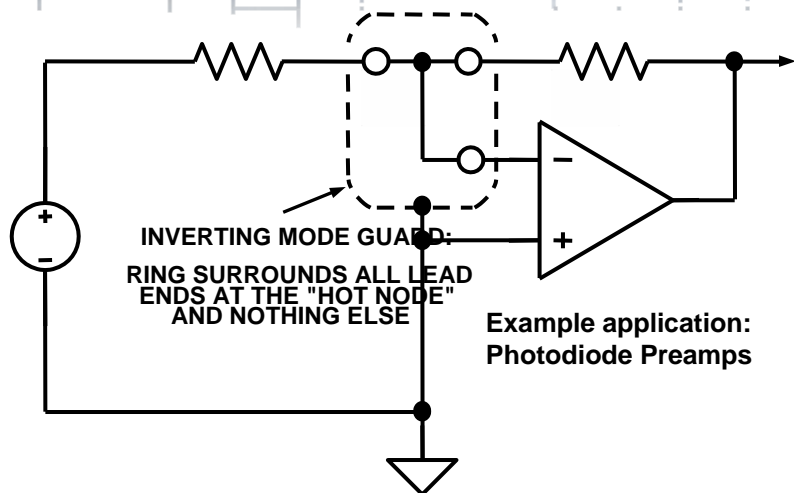 INVERTING MODE GUARD:
RING SURROUNDS ALL LEAD
ENDS AT THE "HOT NODE"
AND NOTHING ELSE
Example application:
Photodiode Preamps
+
−
−
+